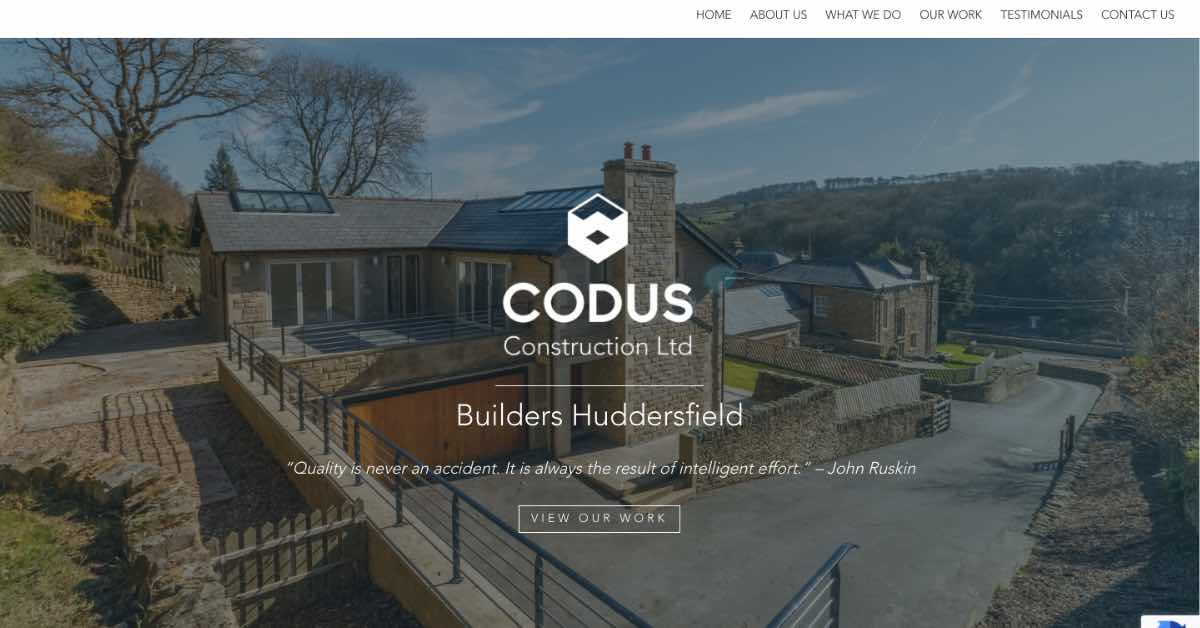 HOME ABOUT US WHAT WE DO OUR WORK TESTIMONIALS CONTACT US
CODUS
Construction Ltd
Builders Huddersfield
“Quality is never an accident. It is always the result of intelligent effort.” – John Ruskin
VIEW OUR WORK